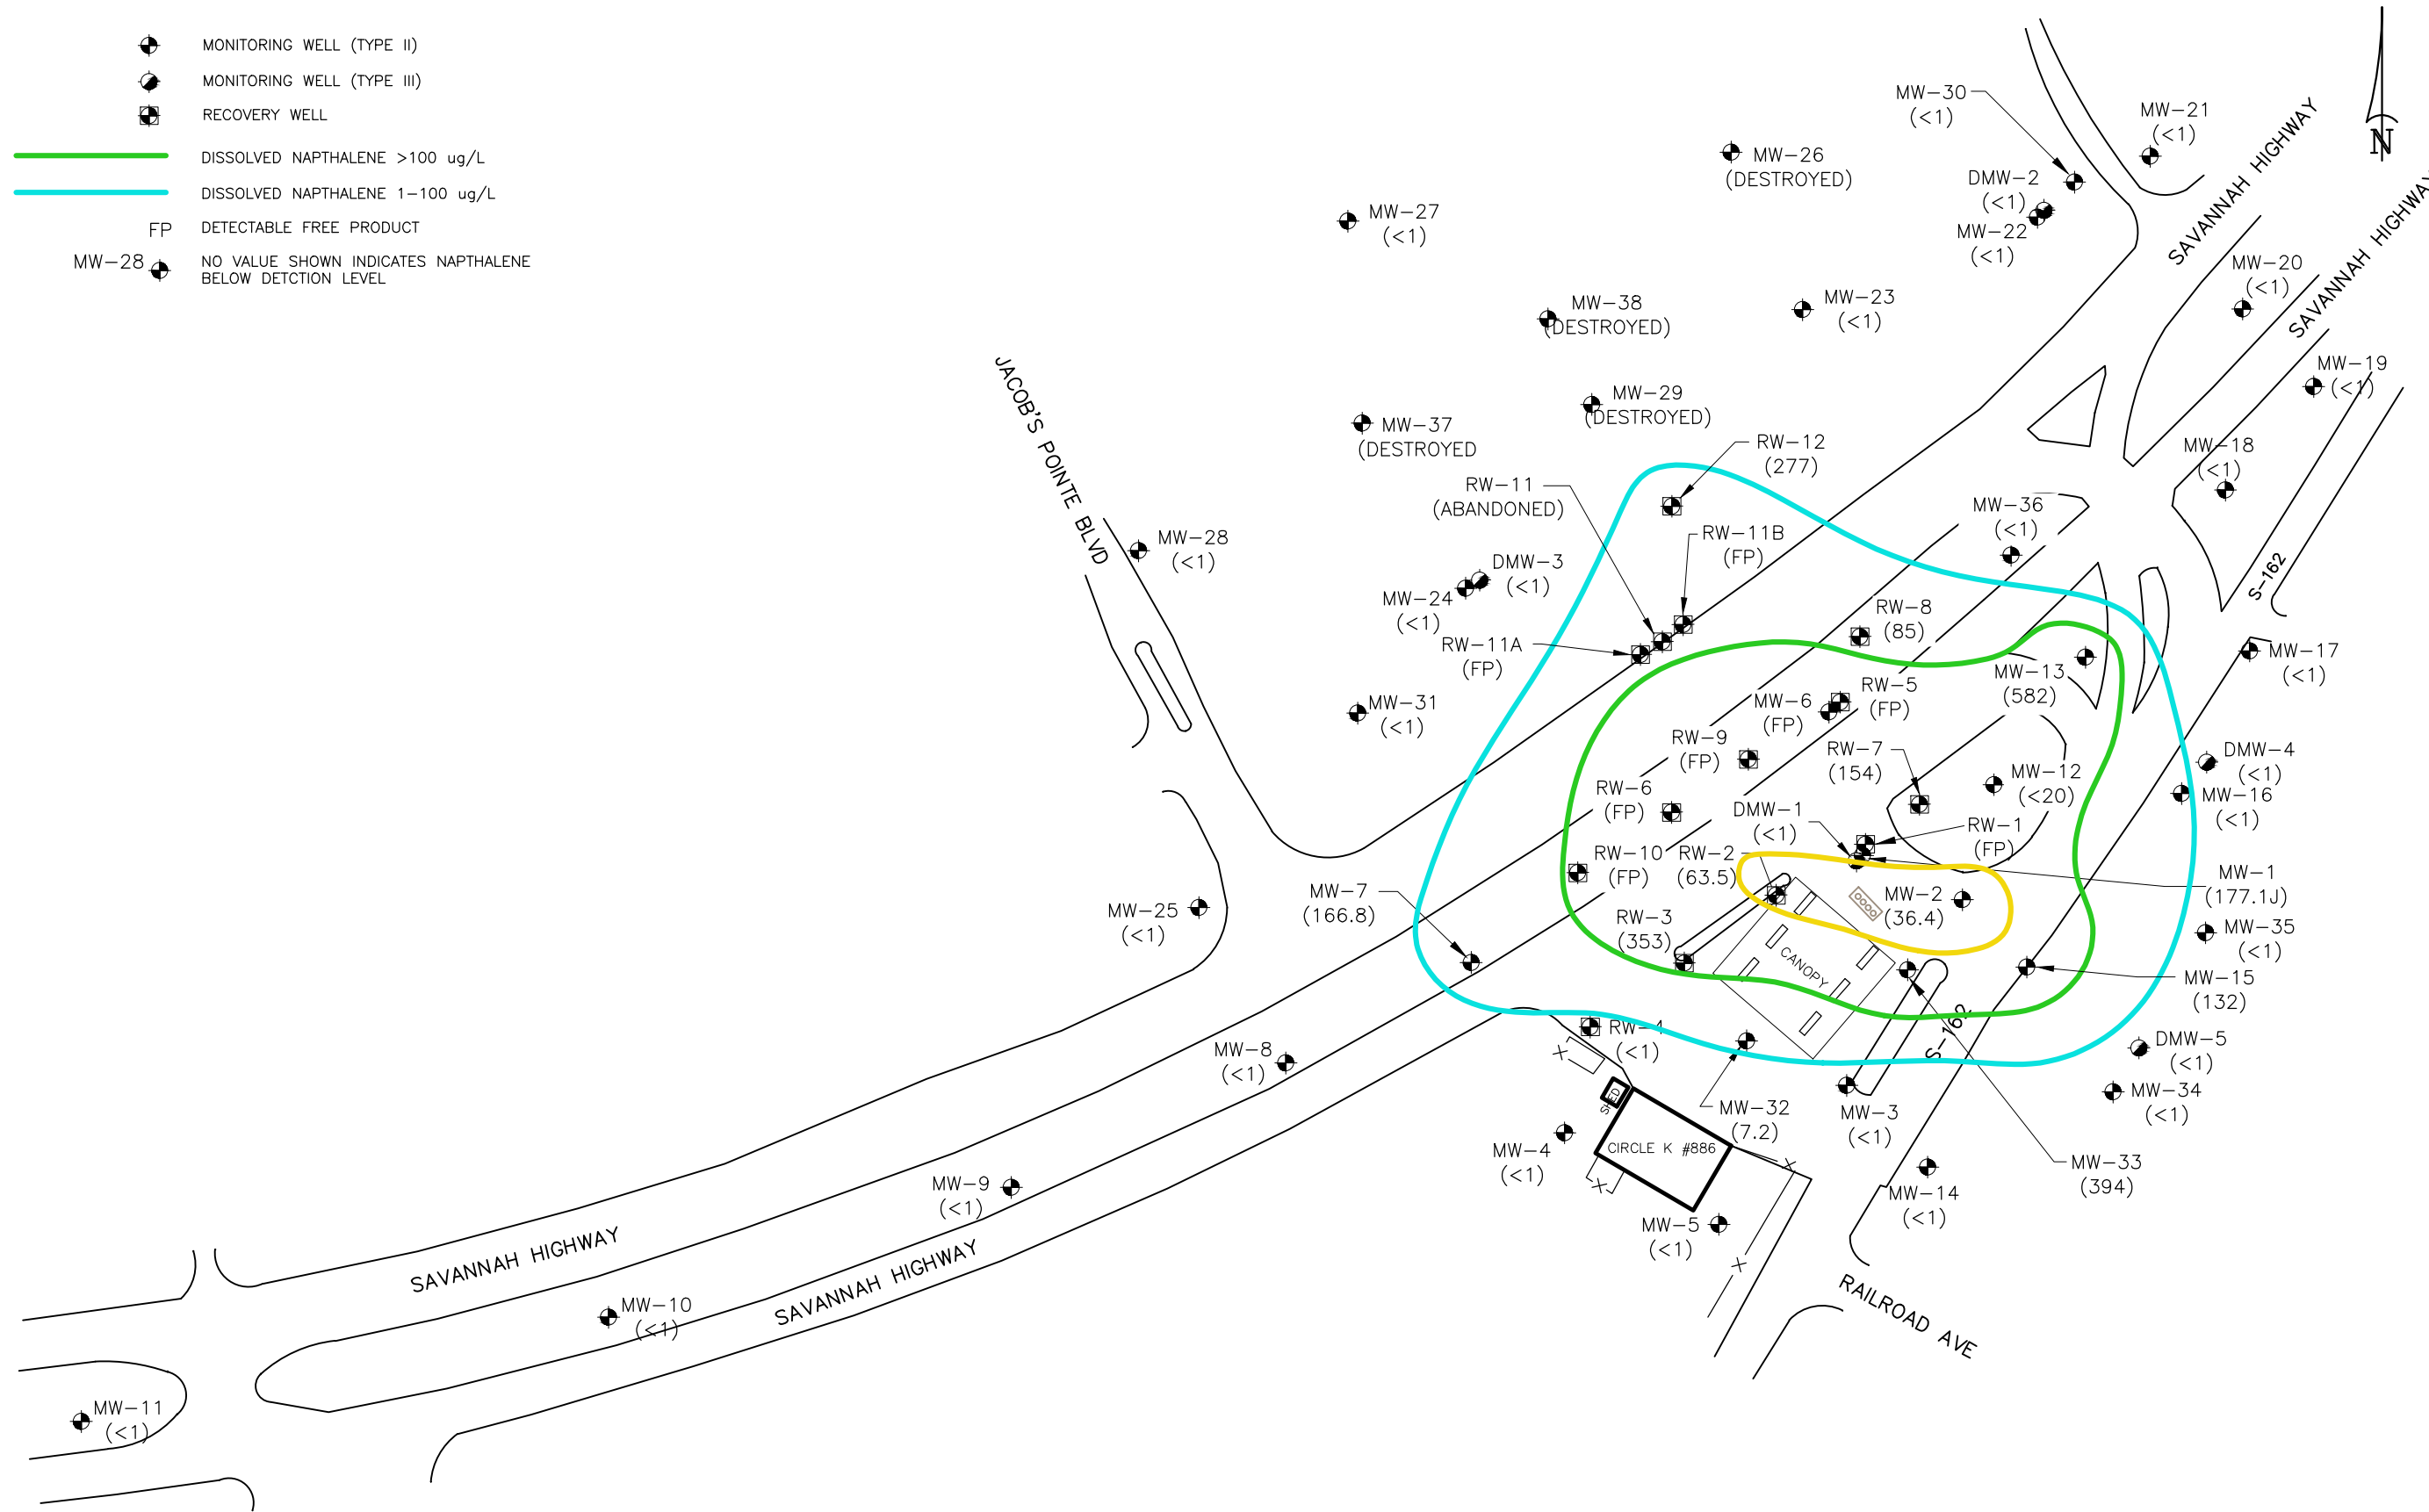 MONITORING WELL (TYPE II)
MONITORING WELL (TYPE III)
RECOVERY WELL
DISSOLVED NAPTHALENE >100 ug/L
DISSOLVED NAPTHALENE 1-100 ug/L
FP DETECTABLE FREE PRODUCT
MW-28 NO VALUE SHOWN INDICATES NAPTHALENE
BELOW DETCTION LEVEL
N
MW-30
(<1)
MW-21
(<1)
SAVANNAH HIGHWAY
SAVANNAH HIGHWAY
MW-26
(DESTROYED)
DMW-2
(<1)
MW-22
(<1)
MW-27
(<1)
MW-20
(<1)
MW-38
(DESTROYED)
MW-23
(<1)
MW-19
(<1)
JACOB'S POINTE BLVD
MW-29
(DESTROYED)
MW-37
(DESTROYED
RW-12
(277)
MW-18
(<1)
RW-11
(ABANDONED)
MW-36
(<1)
RW-11B
(FP)
MW-28
(<1)
DMW-3
(<1)
MW-24
(<1)
S-162
RW-8
(85)
RW-11A
(FP)
MW-17
(<1)
MW-13
(582)
RW-5
(FP)
MW-6
(FP)
MW-31
(<1)
RW-9
(FP)
RW-7
(154)
DMW-4
(<1)
MW-12
(<20)
MW-16
(<1)
RW-6
(FP)
DMW-1
(<1)
RW-1
(FP)
RW-10
(FP)
RW-2
(63.5)
MW-1
(177.1J)
MW-7
(166.8)
MW-2
(36.4)
MW-25
(<1)
RW-3
(353)
MW-35
(<1)
CANOPY
MW-15
(132)
RW-4
(<1)
S-162
DMW-5
(<1)
MW-8
(<1)
MW-34
(<1)
X
SHED
MW-32
(7.2)
MW-3
(<1)
MW-4
(<1)
CIRCLE K #886
X
X
MW-33
(394)
MW-9
(<1)
MW-14
(<1)
MW-5
(<1)
X
SAVANNAH HIGHWAY
SAVANNAH HIGHWAY
RAILROAD AVE
MW-10
(<1)
MW-11
(<1)